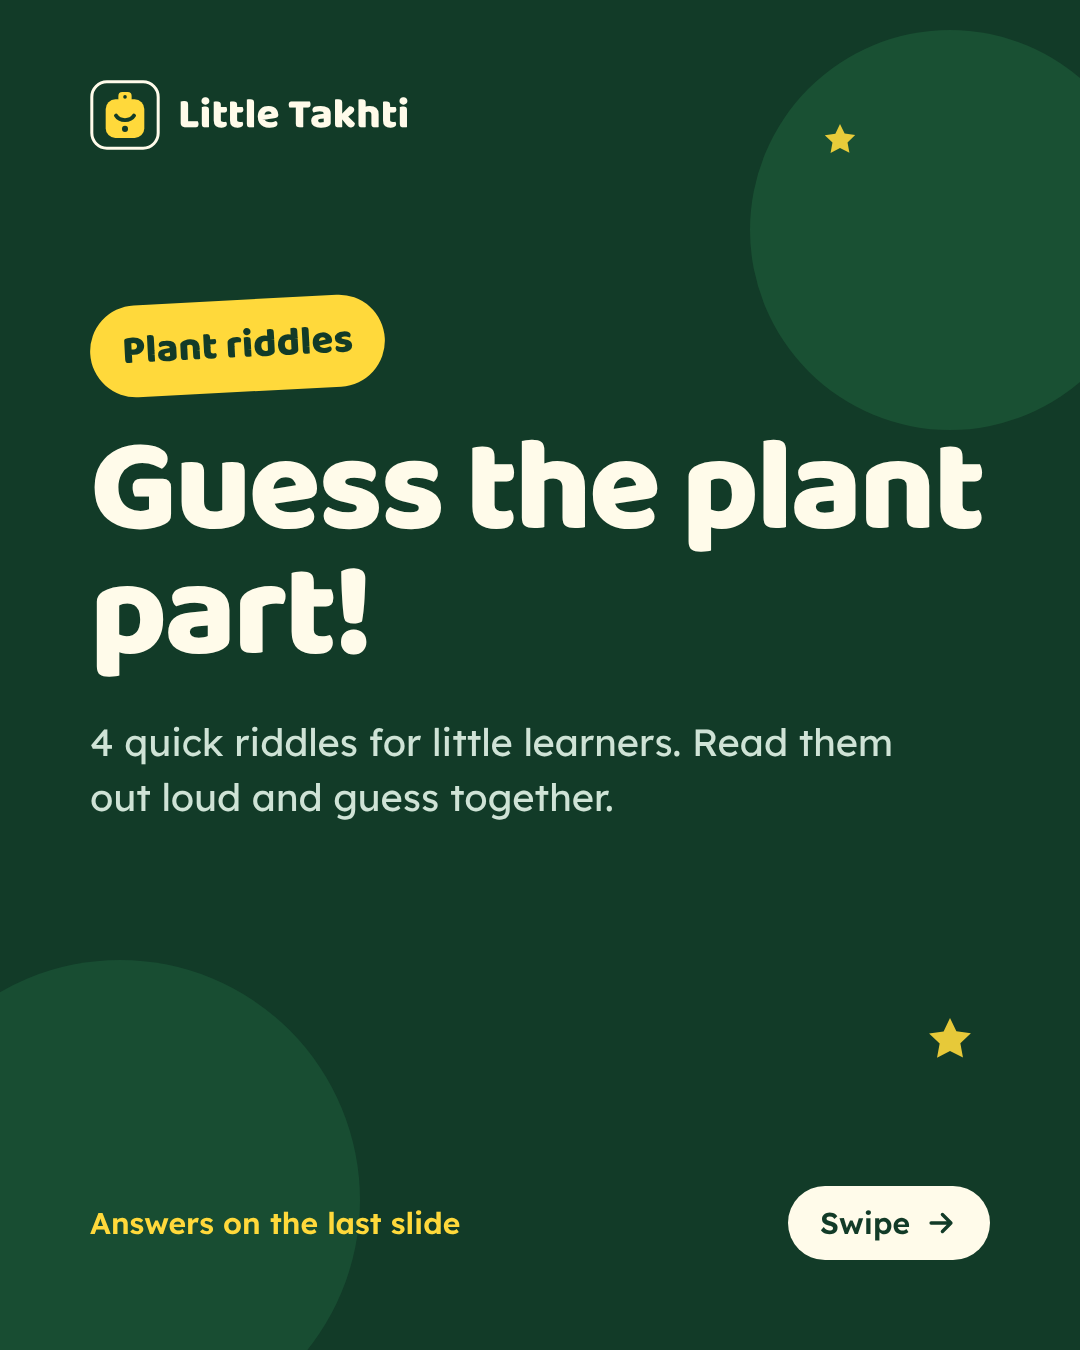 Little Takhti
Plant riddles
Guess the plant
part!
4 quick riddles for little learners. Read them
out loud and guess together.
Answers on the last slide
Swipe →